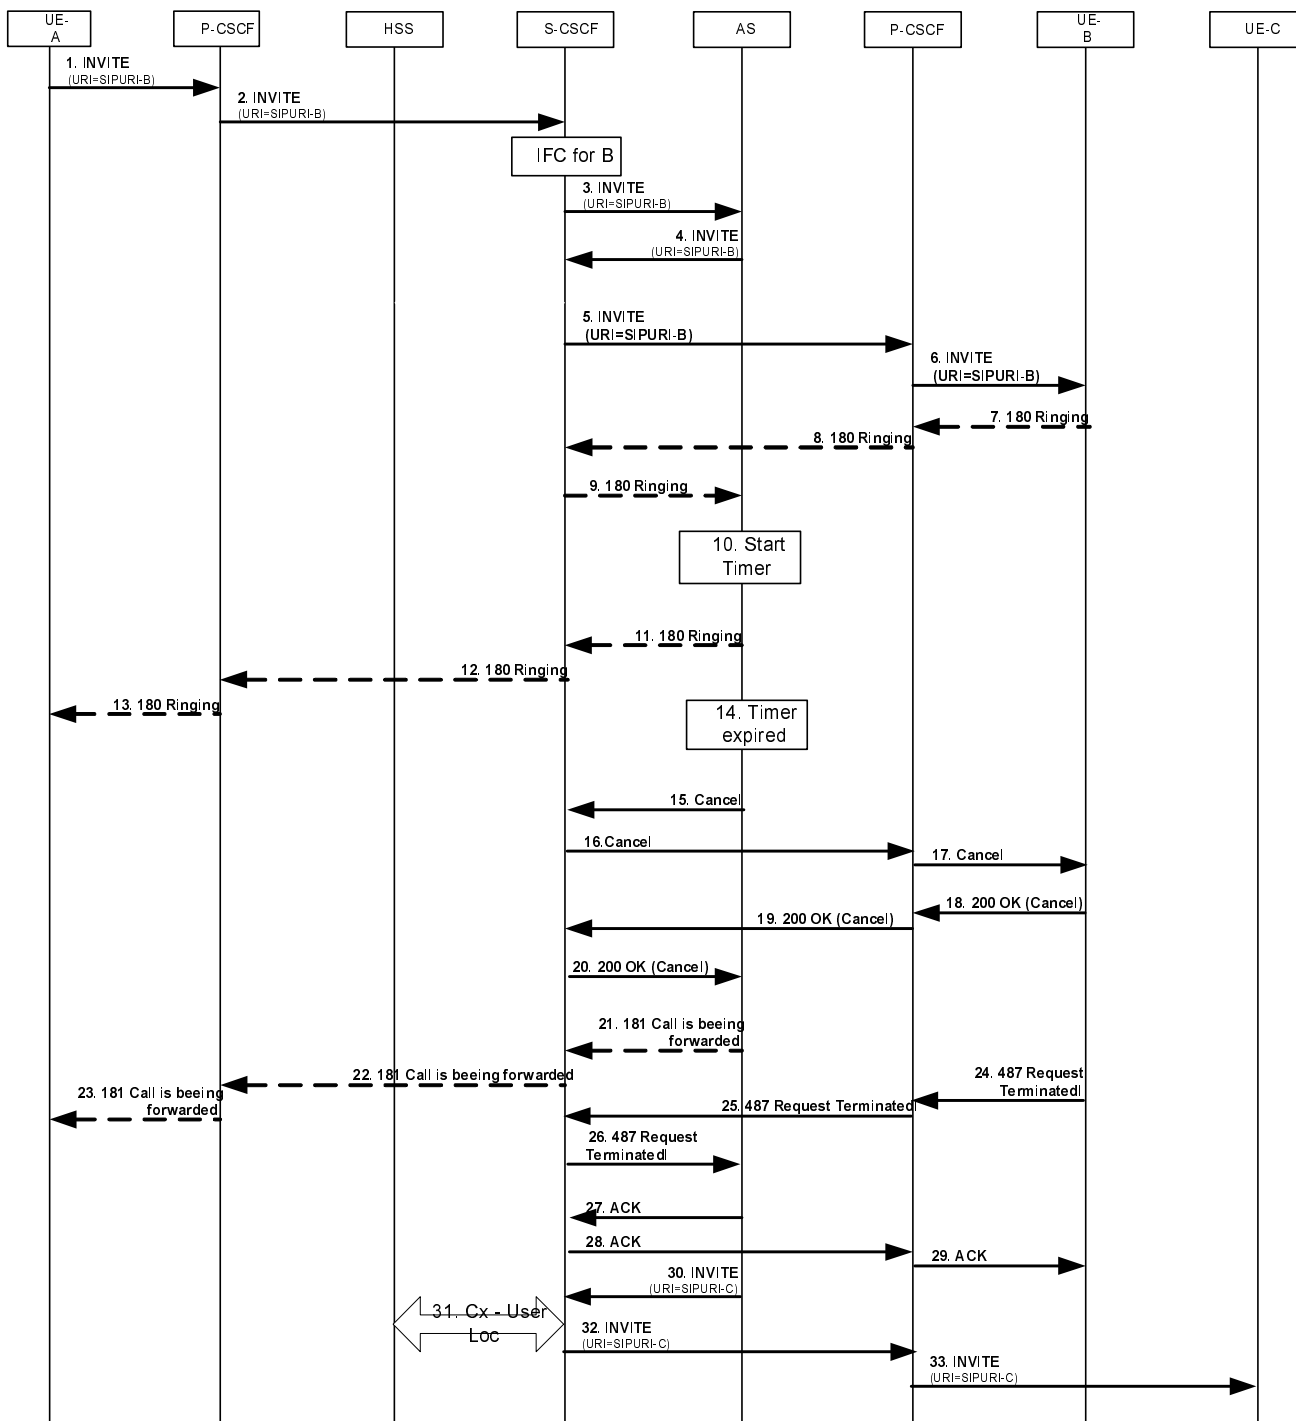 UE-
A
P-CSCF
HSS
S-CSCF
AS
P-CSCF
UE-
B
UE-C
1. INVITE
(URI=SIPURI-B)
2. INVITE
(URI=SIPURI-B)
IFC for B
3. INVITE
(URI=SIPURI-B)
4. INVITE
(URI=SIPURI-B)
5. INVITE
(URI=SIPURI-B)
6. INVITE
(URI=SIPURI-B)
7. 180 Ringing
8. 180 Ringing
9. 180 Ringing
10. Start
Timer
11. 180 Ringing
12. 180 Ringing
13. 180 Ringing
14. Timer
expired
15. Cancel
16.Cancel
17. Cancel
18. 200 OK (Cancel)
19. 200 OK (Cancel)
20. 200 OK (Cancel)
21. 181 Call is beeing
forwarded
22. 181 Call is beeing forwarded
23. 181 Call is beeing
forwarded
24. 487 Request
Terminatedl
25. 487 Request Terminatedl
26. 487 Request
Terminatedl
27. ACK
28. ACK
29. ACK
30. INVITE
(URI=SIPURI-C)
31. Cx - User
Loc
32. INVITE
(URI=SIPURI-C)
33. INVITE
(URI=SIPURI-C)